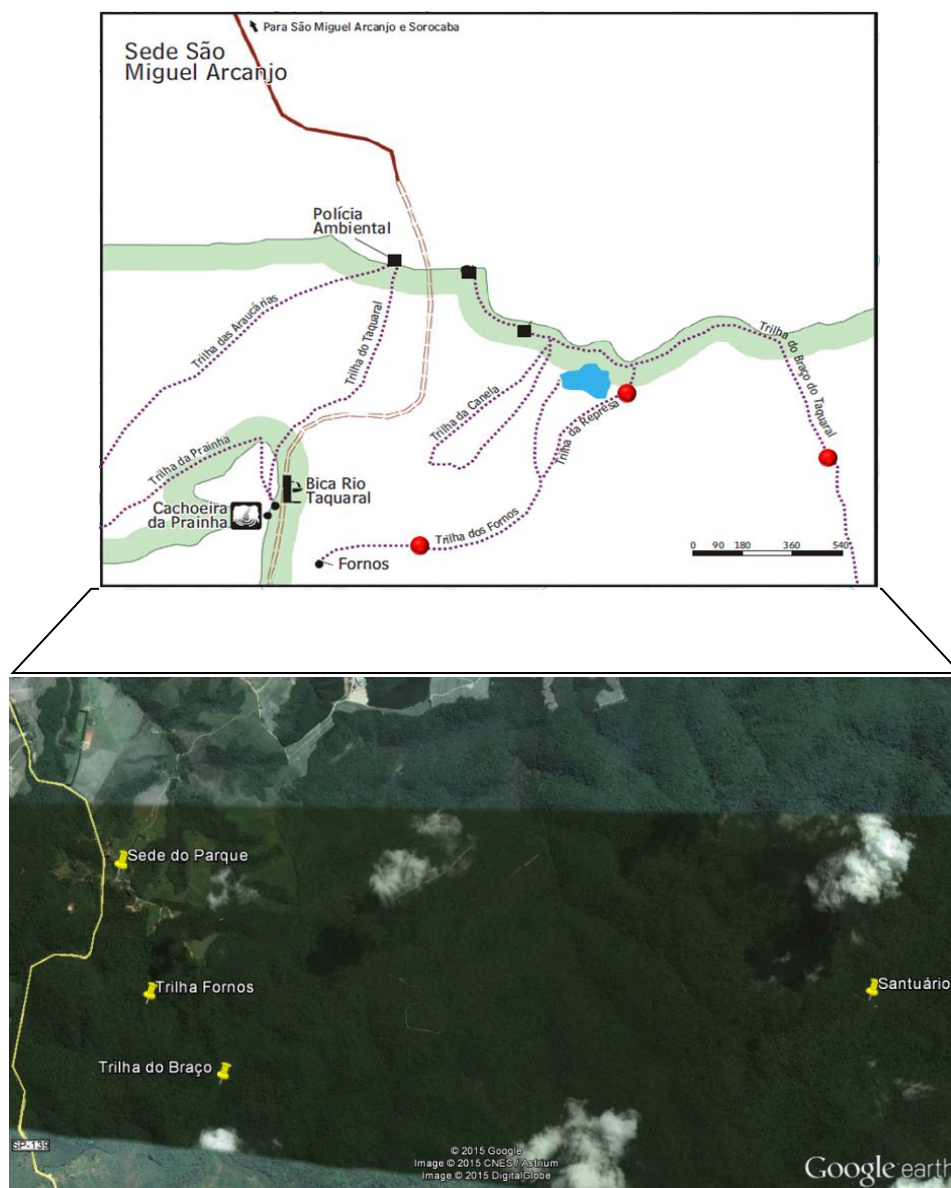 Para São Miguel Arcanjo e Sorocaba
Sede São
Miguel Arcanjo
Polícia
Ambiental
Trilha das Araucárias
Trilha do Taquaral
Trilha do Braço do Taquaral
Trilha da Canela
Trilha da Represa
Trilha da Prainha
Bica Rio
Taquaral
Cachoeira
da Prainha
Trilha dos Fornos
Fornos
0 90 180 360 540
Sede do Parque
Trilha Fornos
Santuário
Trilha do Braço
SP-139
© 2015 Google
Image © 2015 CNES / Astrium
Image © 2015 DigitalGlobe
Google earth